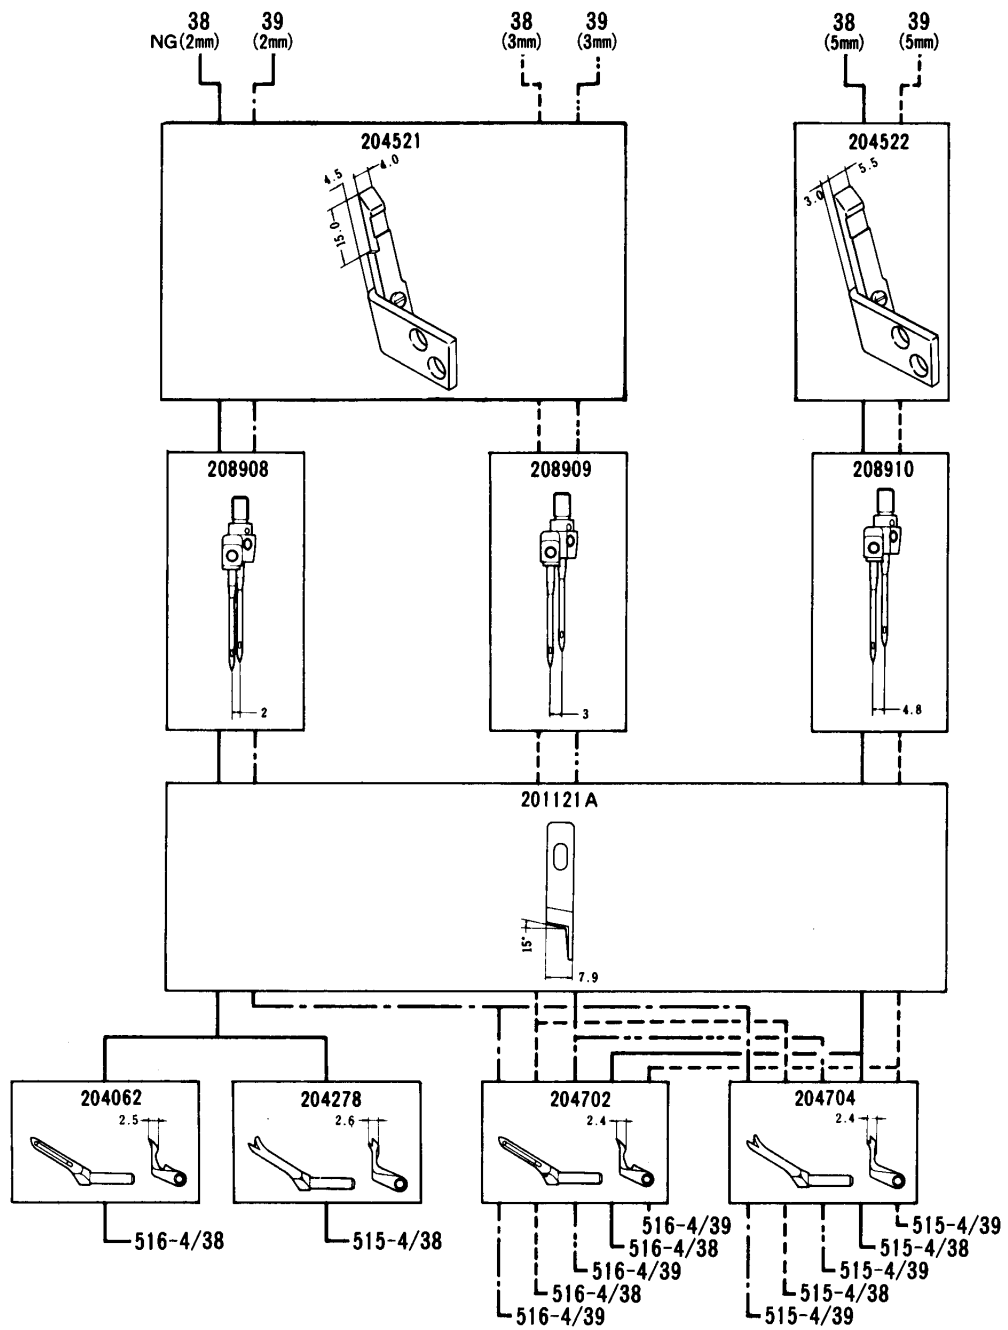 38 39 38 39 38 39
NG(2mm) (2mm) (3mm) (3mm) (5mm) (5mm)
204521 204522
4.5 4.0
15.0
3.0 5.5
208908 208909 208910
2 3 4.8
201121A
15°
7.9
204062 204278 204702 204704
2.5 2.6 2.4 2.4
516-4/38 515-4/38
516-4/39 515-4/39
516-4/38 515-4/38
516-4/39 515-4/39
516-4/38 515-4/38
516-4/39 515-4/39